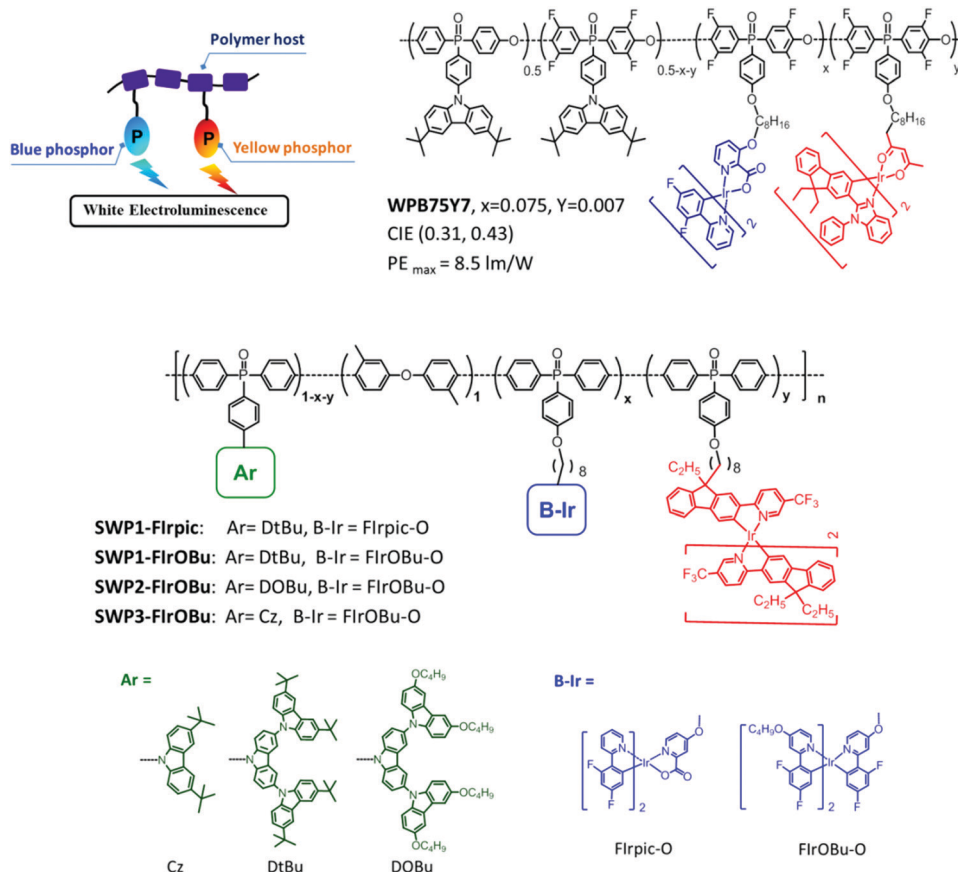 Polymer host
P
P
Blue phosphor
Yellow phosphor
White Electroluminescence
O
P
O
0.5
N
F
F
O
P
F
F
O
0.5-x-y
N
F
F
O
P
F
F
O
x
O
C8H16
O
N
O
O
Ir
F
F
N
2
F
F
O
P
F
F
O
y
O
C8H16
O
O
Ir
N
N
2
WPB75Y7, x=0.075, Y=0.007
CIE (0.31, 0.43)
PE max = 8.5 lm/W
O
P
1-x-y
Ar
O
1
O
P
x
O
8
B-Ir
O
P
y
n
O
8
C2H5
N
CF3
Ir
2
N
F3C
C2H5
C2H5
SWP1-FIrpic: Ar= DtBu, B-Ir = FIrpic-O
SWP1-FIrOBu: Ar= DtBu, B-Ir = FIrOBu-O
SWP2-FIrOBu: Ar= DOBu, B-Ir = FIrOBu-O
SWP3-FIrOBu: Ar= Cz, B-Ir = FIrOBu-O
Ar =
N
Cz
N
N
N
DtBu
OC4H9
N
OC4H9
N
N
OC4H9
OC4H9
DOBu
B-Ir =
N
F
F
2
Ir
N
O
O
O
FIrpic-O
C4H9O
N
F
F
2
Ir
N
O
F
F
FIrOBu-O